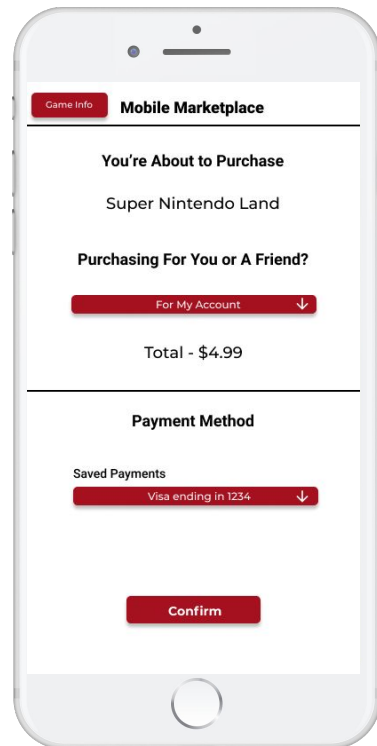 Game Info
Mobile Marketplace
You're About to Purchase
Super Nintendo Land
Purchasing For You or A Friend?
For My Account
Total - $4.99
Payment Method
Saved Payments
Visa ending in 1234
Confirm